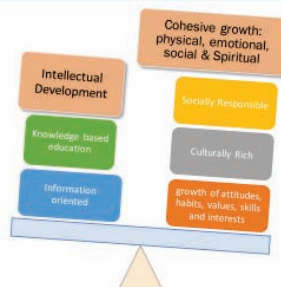 Cohesive growth:
physical, emotional,
social & Spiritual
Intellectual
Development
Socially Responsible
Knowledge based
education
Culturally Rich
Information
oriented
growth of attitudes,
habits, values, skills
and interests